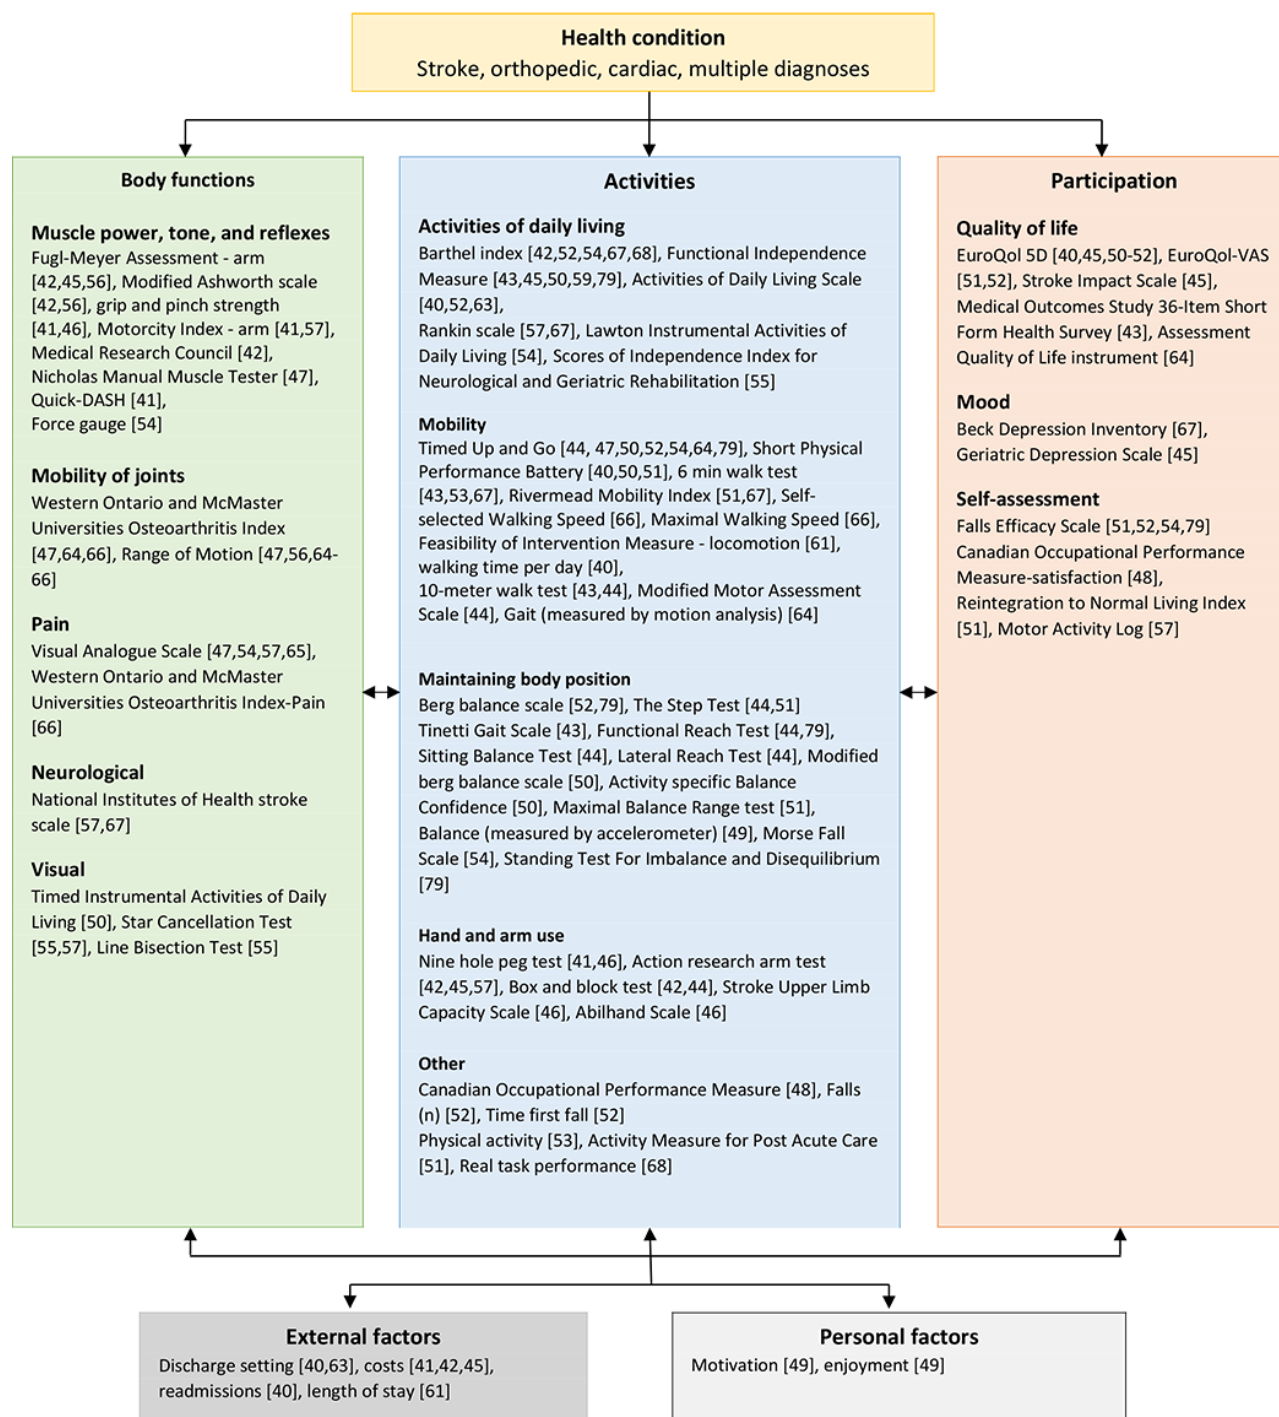 Health condition
Stroke, orthopedic, cardiac, multiple diagnoses
Body functions
Muscle power, tone, and reflexes
Fugl-Meyer Assessment - arm
[42,45,56], Modified Ashworth scale
[42,56], grip and pinch strength
[41,46], Motorcity Index - arm [41,57],
Medical Research Council [42],
Nicholas Manual Muscle Tester [47],
Quick-DASH [41],
Force gauge [54]
Mobility of joints
Western Ontario and McMaster
Universities Osteoarthritis Index
[47,64,66], Range of Motion [47,56,64-
66]
Pain
Visual Analogue Scale [47,54,57,65],
Western Ontario and McMaster
Universities Osteoarthritis Index-Pain
[66]
Neurological
National Institutes of Health stroke
scale [57,67]
Visual
Timed Instrumental Activities of Daily
Living [50], Star Cancellation Test
[55,57], Line Bisection Test [55]
Activities
Activities of daily living
Barthel index [42,52,54,67,68], Functional Independence
Measure [43,45,50,59,79], Activities of Daily Living Scale
[40,52,63],
Rankin scale [57,67], Lawton Instrumental Activities of
Daily Living [54], Scores of Independence Index for
Neurological and Geriatric Rehabilitation [55]
Mobility
Timed Up and Go [44, 47,50,52,54,64,79], Short Physical
Performance Battery [40,50,51], 6 min walk test
[43,53,67], Rivermead Mobility Index [51,67], Self-
selected Walking Speed [66], Maximal Walking Speed [66],
Feasibility of Intervention Measure - locomotion [61],
walking time per day [40],
10-meter walk test [43,44], Modified Motor Assessment
Scale [44], Gait (measured by motion analysis) [64]
Maintaining body position
Berg balance scale [52,79], The Step Test [44,51]
Tinetti Gait Scale [43], Functional Reach Test [44,79],
Sitting Balance Test [44], Lateral Reach Test [44], Modified
berg balance scale [50], Activity specific Balance
Confidence [50], Maximal Balance Range test [51],
Balance (measured by accelerometer) [49], Morse Fall
Scale [54], Standing Test For Imbalance and Disequilibrium
[79]
Hand and arm use
Nine hole peg test [41,46], Action research arm test
[42,45,57], Box and block test [42,44], Stroke Upper Limb
Capacity Scale [46], Abilhand Scale [46]
Other
Canadian Occupational Performance Measure [48], Falls
(n) [52], Time first fall [52]
Physical activity [53], Activity Measure for Post Acute Care
[51], Real task performance [68]
Participation
Quality of life
EuroQol 5D [40,45,50-52], EuroQol-VAS
[51,52], Stroke Impact Scale [45],
Medical Outcomes Study 36-Item Short
Form Health Survey [43], Assessment
Quality of Life instrument [64]
Mood
Beck Depression Inventory [67],
Geriatric Depression Scale [45]
Self-assessment
Falls Efficacy Scale [51,52,54,79]
Canadian Occupational Performance
Measure-satisfaction [48],
Reintegration to Normal Living Index
[51], Motor Activity Log [57]
External factors
Discharge setting [40,63], costs [41,42,45],
readmissions [40], length of stay [61]
Personal factors
Motivation [49], enjoyment [49]